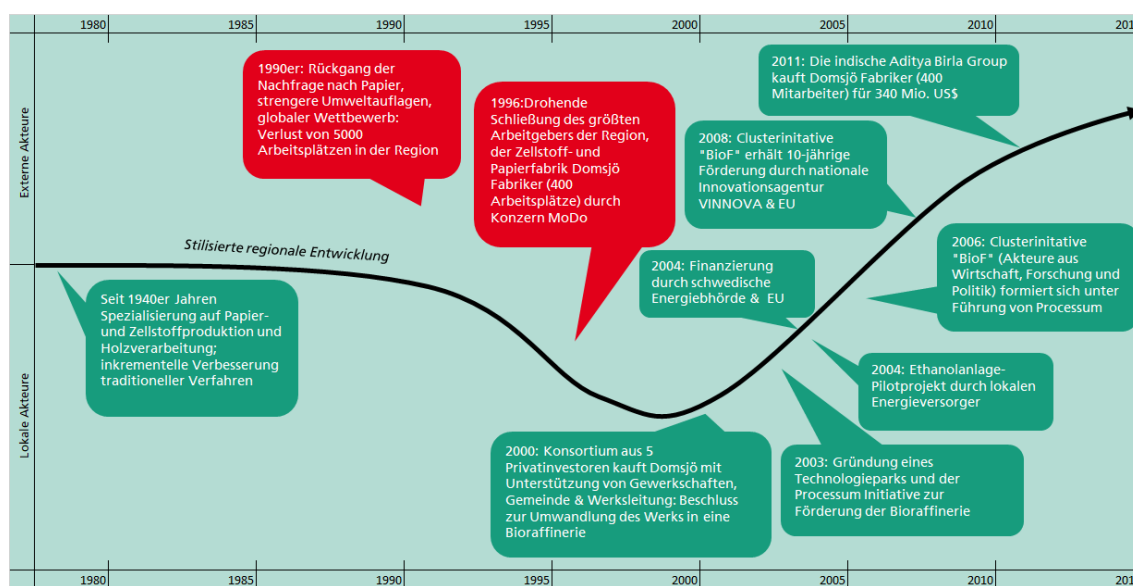 1980 1985 1990 1995 2000 2005 2010 201
Externe Akteure
Lokale Akteure
1990er: Rückgang der
Nachfrage nach Papier,
strengere Umweltauflagen,
globaler Wettbewerb:
Verlust von 5000
Arbeitsplätzen in der Region
1996:Drohende
Schließung des größten
Arbeitgebers der Region,
der Zellstoff- und
Papierfabrik Domsjö
Fabriker (400
Arbeitsplätze) durch
Konzern MoDo
2011: Die indische Aditya Birla Group
kauft Domsjö Fabriker (400
Mitarbeiter) für 340 Mio. US$
2008: Clusterinitative
"BioF" erhält 10-jährige
Förderung durch nationale
Innovationsagentur
VINNOVA & EU
Stilisierte regionale Entwicklung
2004: Finanzierung
durch schwedische
Energiebhörde & EU
2006: Clusterinitative
"BioF" (Akteure aus
Wirtschaft, Forschung und
Politik) formiert sich unter
Führung von Processum
Seit 1940er Jahren
Spezialisierung auf Papier-
und Zellstoffproduktion und
Holzverarbeitung;
inkrementelle Verbesserung
traditioneller Verfahren
2004: Ethanolanlage-
Pilotprojekt durch lokalen
Energieversorger
2000: Konsortium aus 5
Privatinvestoren kauft Domsjö mit
Unterstützung von Gewerkschaften,
Gemeinde & Werksleitung: Beschluss
zur Umwandlung des Werks in eine
Bioraffinerie
2003: Gründung eines
Technologieparks und der
Processum Initiative zur
Förderung der Bioraffinerie
1980 1985 1990 1995 2000 2005 2010 201